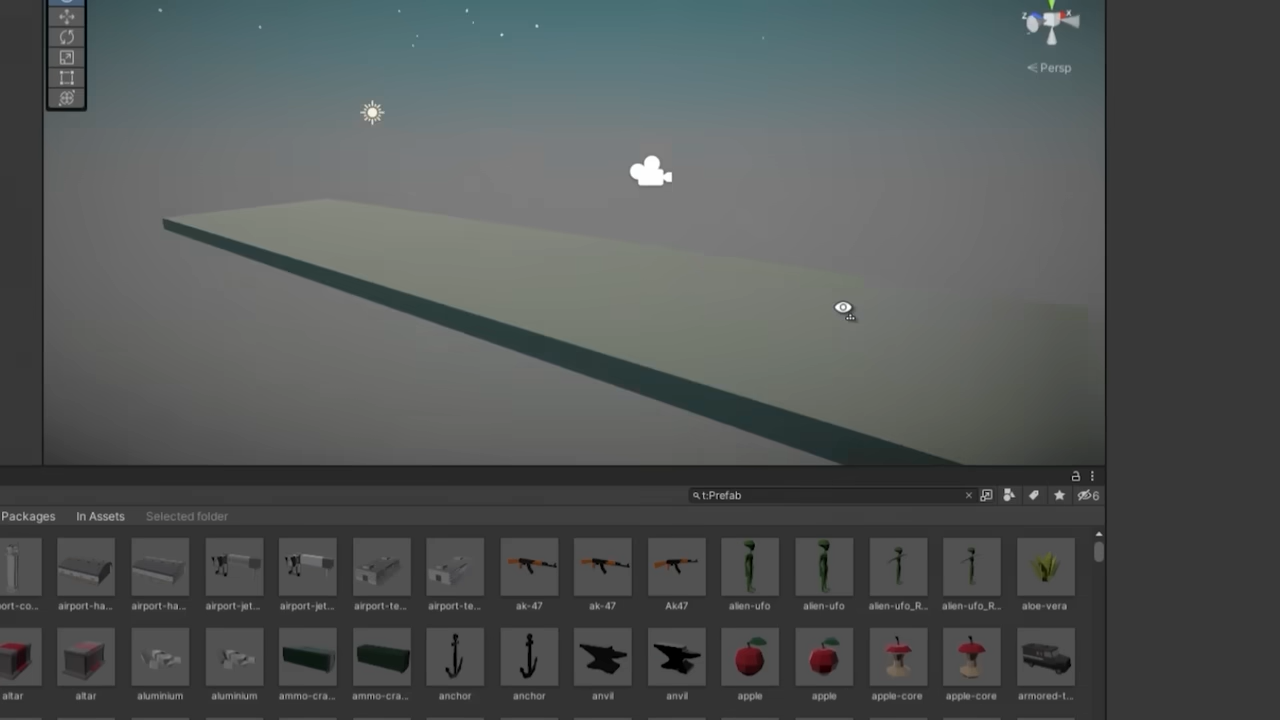 z x
< Persp
t:Prefab
6
Packages In Assets Selected folder
ort-co... airport-ha... airport-ha... airport-jet... airport-jet... airport-te... airport-te... ak-47 ak-47 Ak47 alien-ufo alien-ufo alien-ufo_R... alien-ufo_R... aloe-vera
altar altar aluminium aluminium ammo-cra... ammo-cra... anchor anchor anvil anvil apple apple apple-core apple-core armored-t...